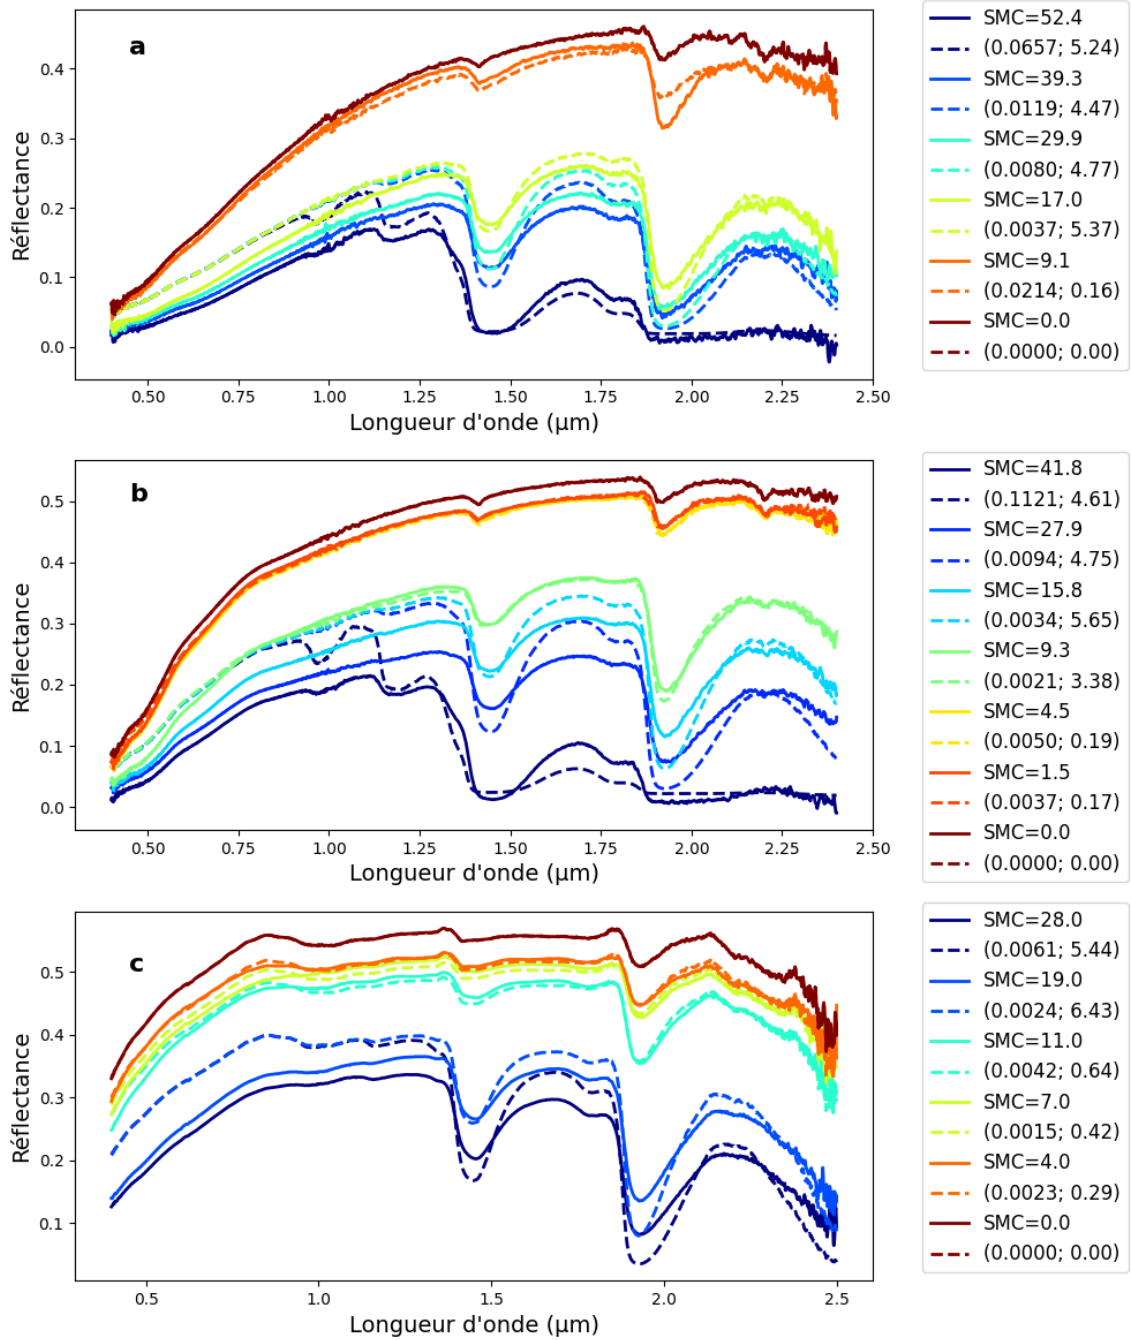 a
0.4
0.3
0.2
0.1
0.0
Réflectance
0.50
0.75
1.00
1.25
1.50
1.75
2.00
2.25
2.50
Longueur d'onde (µm)
SMC=52.4
(0.0657; 5.24)
SMC=39.3
(0.0119; 4.47)
SMC=29.9
(0.0080; 4.77)
SMC=17.0
(0.0037; 5.37)
SMC=9.1
(0.0214; 0.16)
SMC=0.0
(0.0000; 0.00)
b
0.5
0.4
0.3
0.2
0.1
0.0
Réflectance
0.50
0.75
1.00
1.25
1.50
1.75
2.00
2.25
2.50
Longueur d'onde (µm)
SMC=41.8
(0.1121; 4.61)
SMC=27.9
(0.0094; 4.75)
SMC=15.8
(0.0034; 5.65)
SMC=9.3
(0.0021; 3.38)
SMC=4.5
(0.0050; 0.19)
SMC=1.5
(0.0037; 0.17)
SMC=0.0
(0.0000; 0.00)
c
0.5
0.4
0.3
0.2
0.1
Réflectance
0.5
1.0
1.5
2.0
2.5
Longueur d'onde (µm)
SMC=28.0
(0.0061; 5.44)
SMC=19.0
(0.0024; 6.43)
SMC=11.0
(0.0042; 0.64)
SMC=7.0
(0.0015; 0.42)
SMC=4.0
(0.0023; 0.29)
SMC=0.0
(0.0000; 0.00)